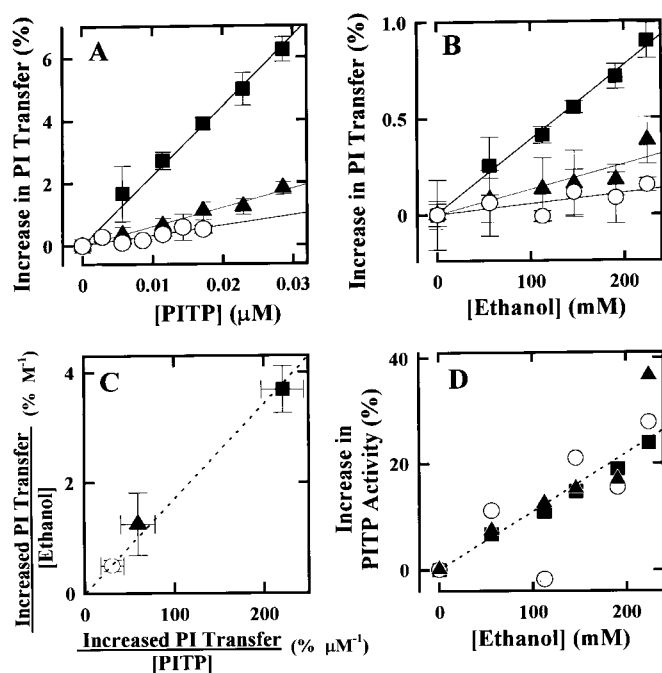 A
Increase in PI Transfer (%)
6
4
2
0
0
0.01
0.02
0.03
[PITP] (μM)
B
Increase in PI Transfer (%)
1.0
0.5
0
0
100
200
[Ethanol] (mM)
C
Increased PI Transfer
[Ethanol]
(% M⁻¹)
4
2
0
0
100
200
Increased PI Transfer
[PITP]
(% μM⁻¹)
D
Increase in
PITP Activity (%)
40
20
0
0
100
200
[Ethanol] (mM)